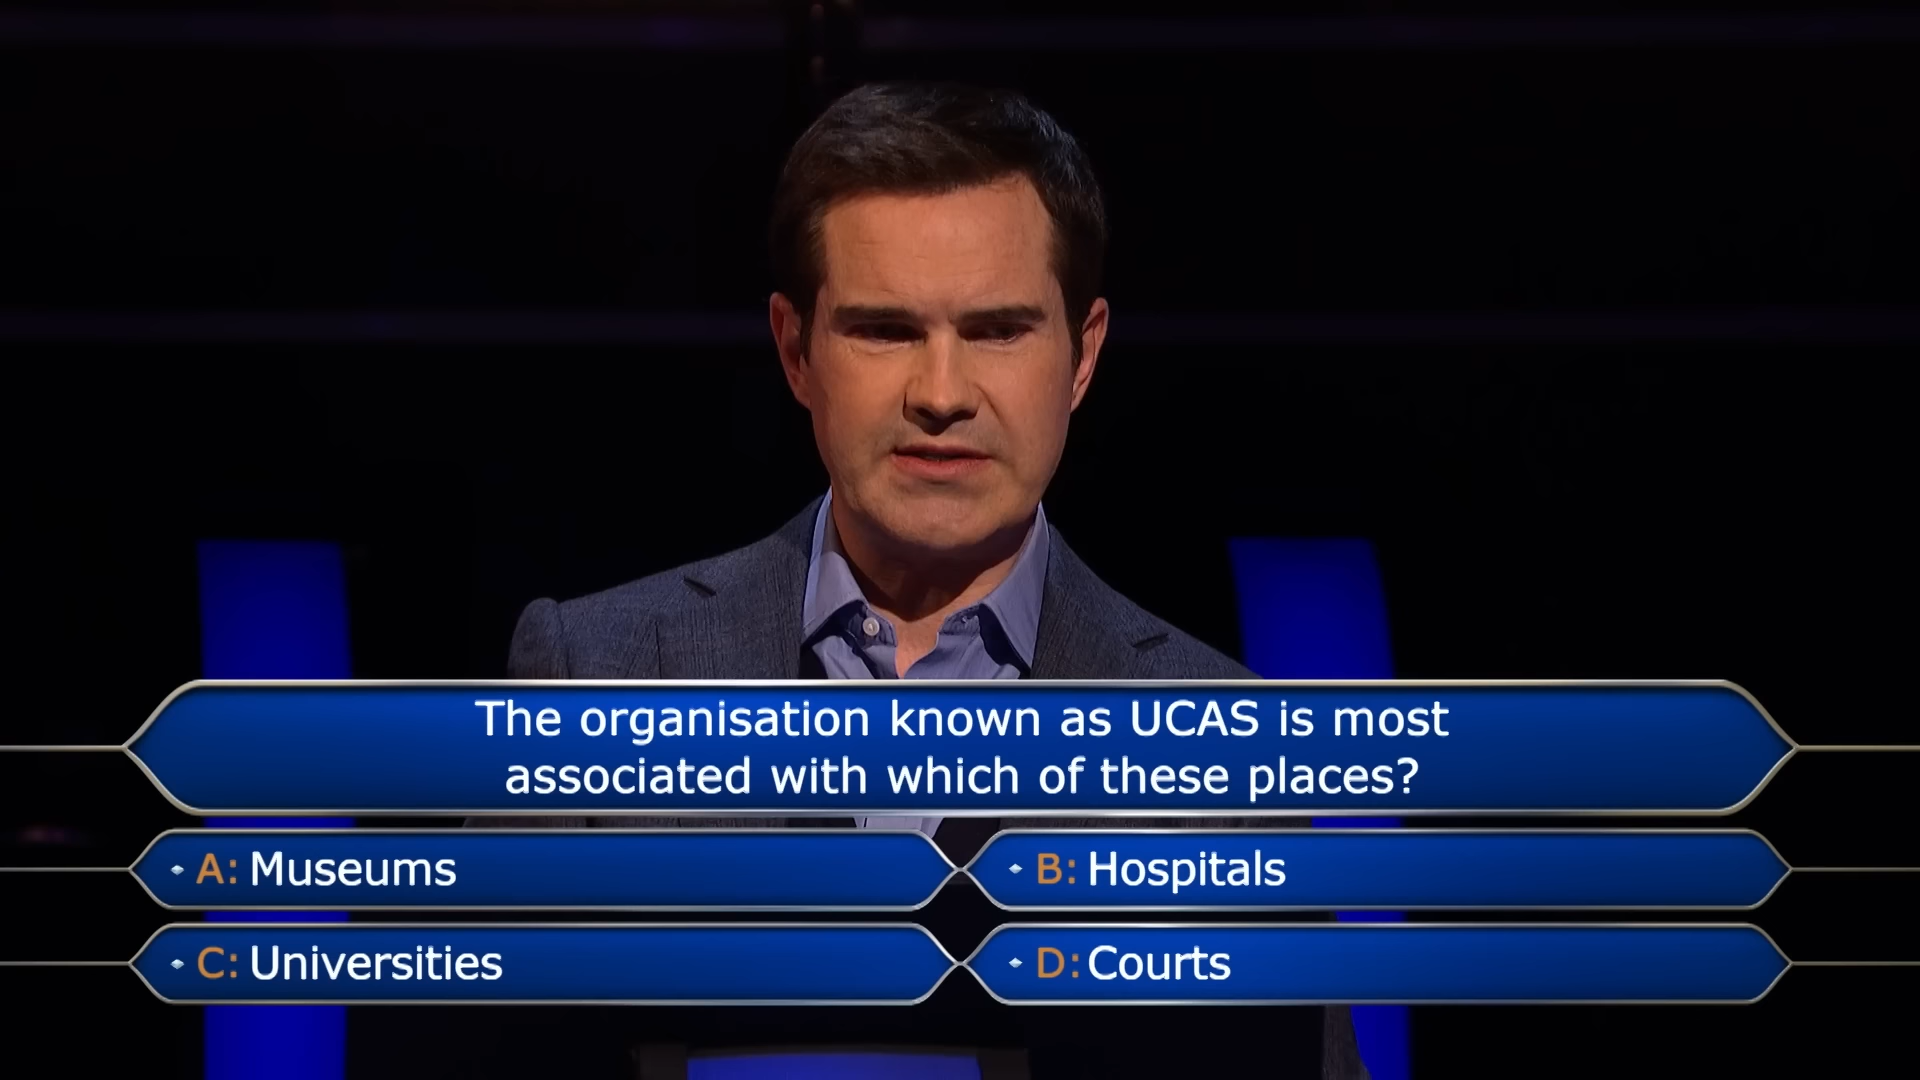 The organisation known as UCAS is most
associated with which of these places?
A: Museums
B: Hospitals
C: Universities
D: Courts